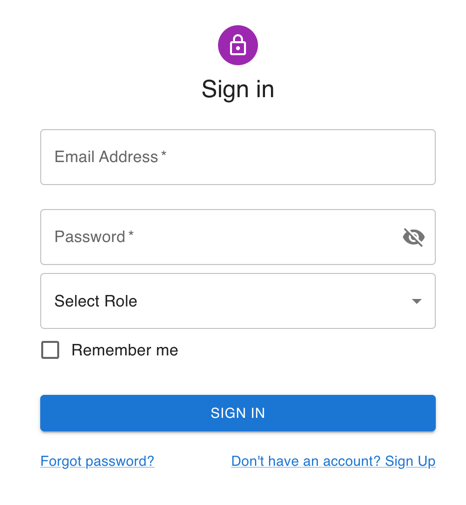 Sign in
Email Address *
Password *
Select Role
Remember me
SIGN IN
Forgot password?
Don't have an account? Sign Up